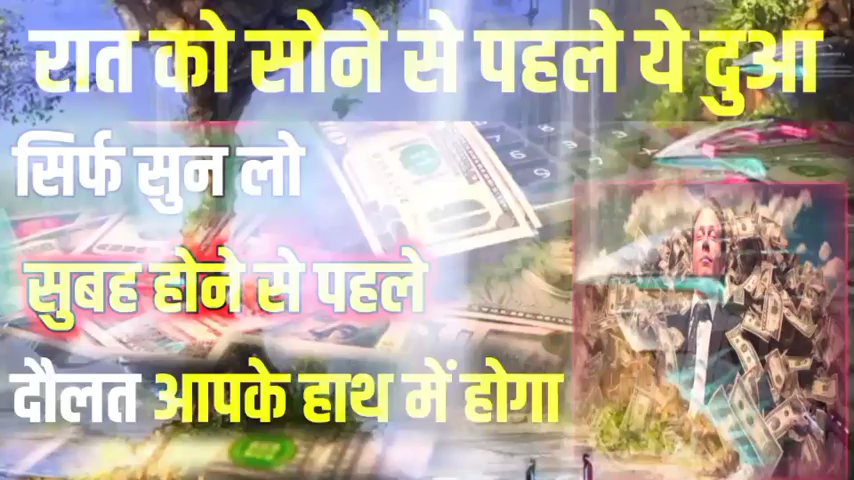 रात को सोने से पहले ये दुआ
सिर्फ सुन लो
सुबह होने से पहले
दौलत आपके हाथ में होगा